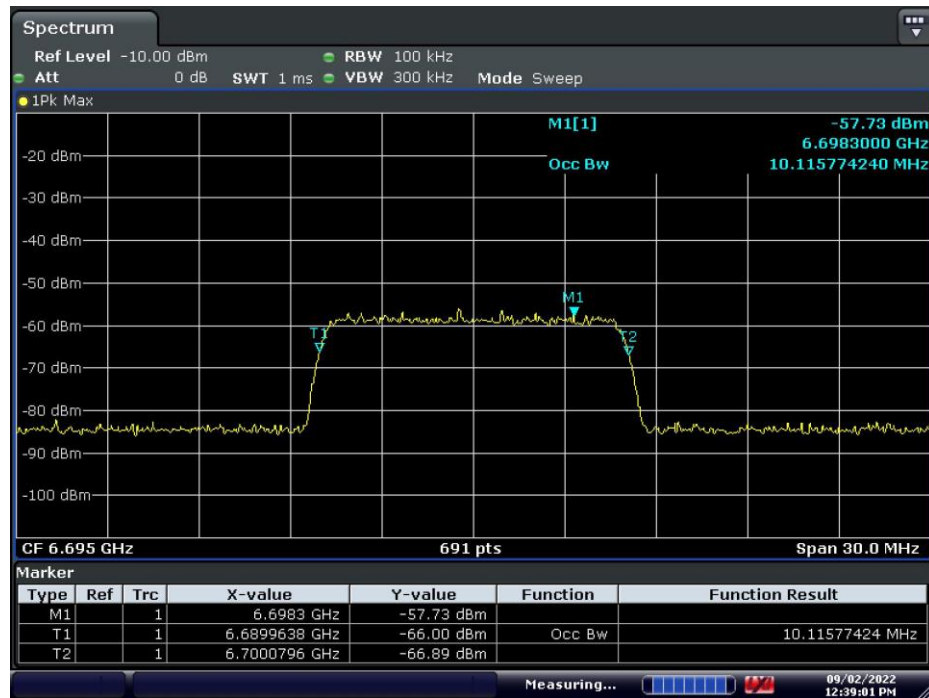 Spectrum
Ref Level -10.00 dBm RBW 100 kHz
Att 0 dB SWT 1 ms VBW 300 kHz Mode Sweep
1Pk Max
M1[1] -57.73 dBm
6.6983000 GHz
-20 dBm
Occ Bw 10.115774240 MHz
-30 dBm
-40 dBm
-50 dBm
M1
-60 dBm
T1 T2
-70 dBm
-80 dBm
-90 dBm
-100 dBm
CF 6.695 GHz 691 pts Span 30.0 MHz
Marker
Type Ref Trc X-value Y-value Function Function Result
M1 1 6.6983 GHz -57.73 dBm
T1 1 6.6899638 GHz -66.00 dBm Occ Bw 10.11577424 MHz
T2 1 6.7000796 GHz -66.89 dBm
Measuring... 09/02/2022
12:39:01 PM